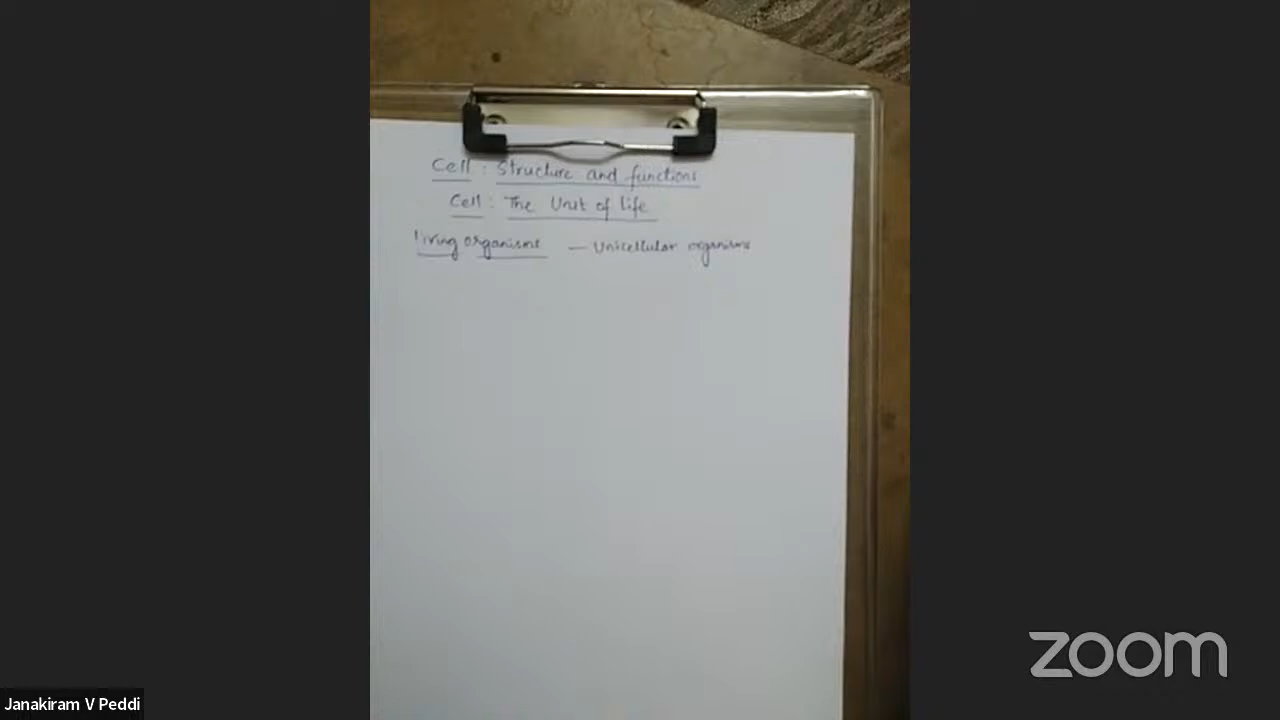 Cell : Structure and functions
Cell : The Unit of life
living organisms — Unicellular organisms
zoom
Janakiram V Peddi